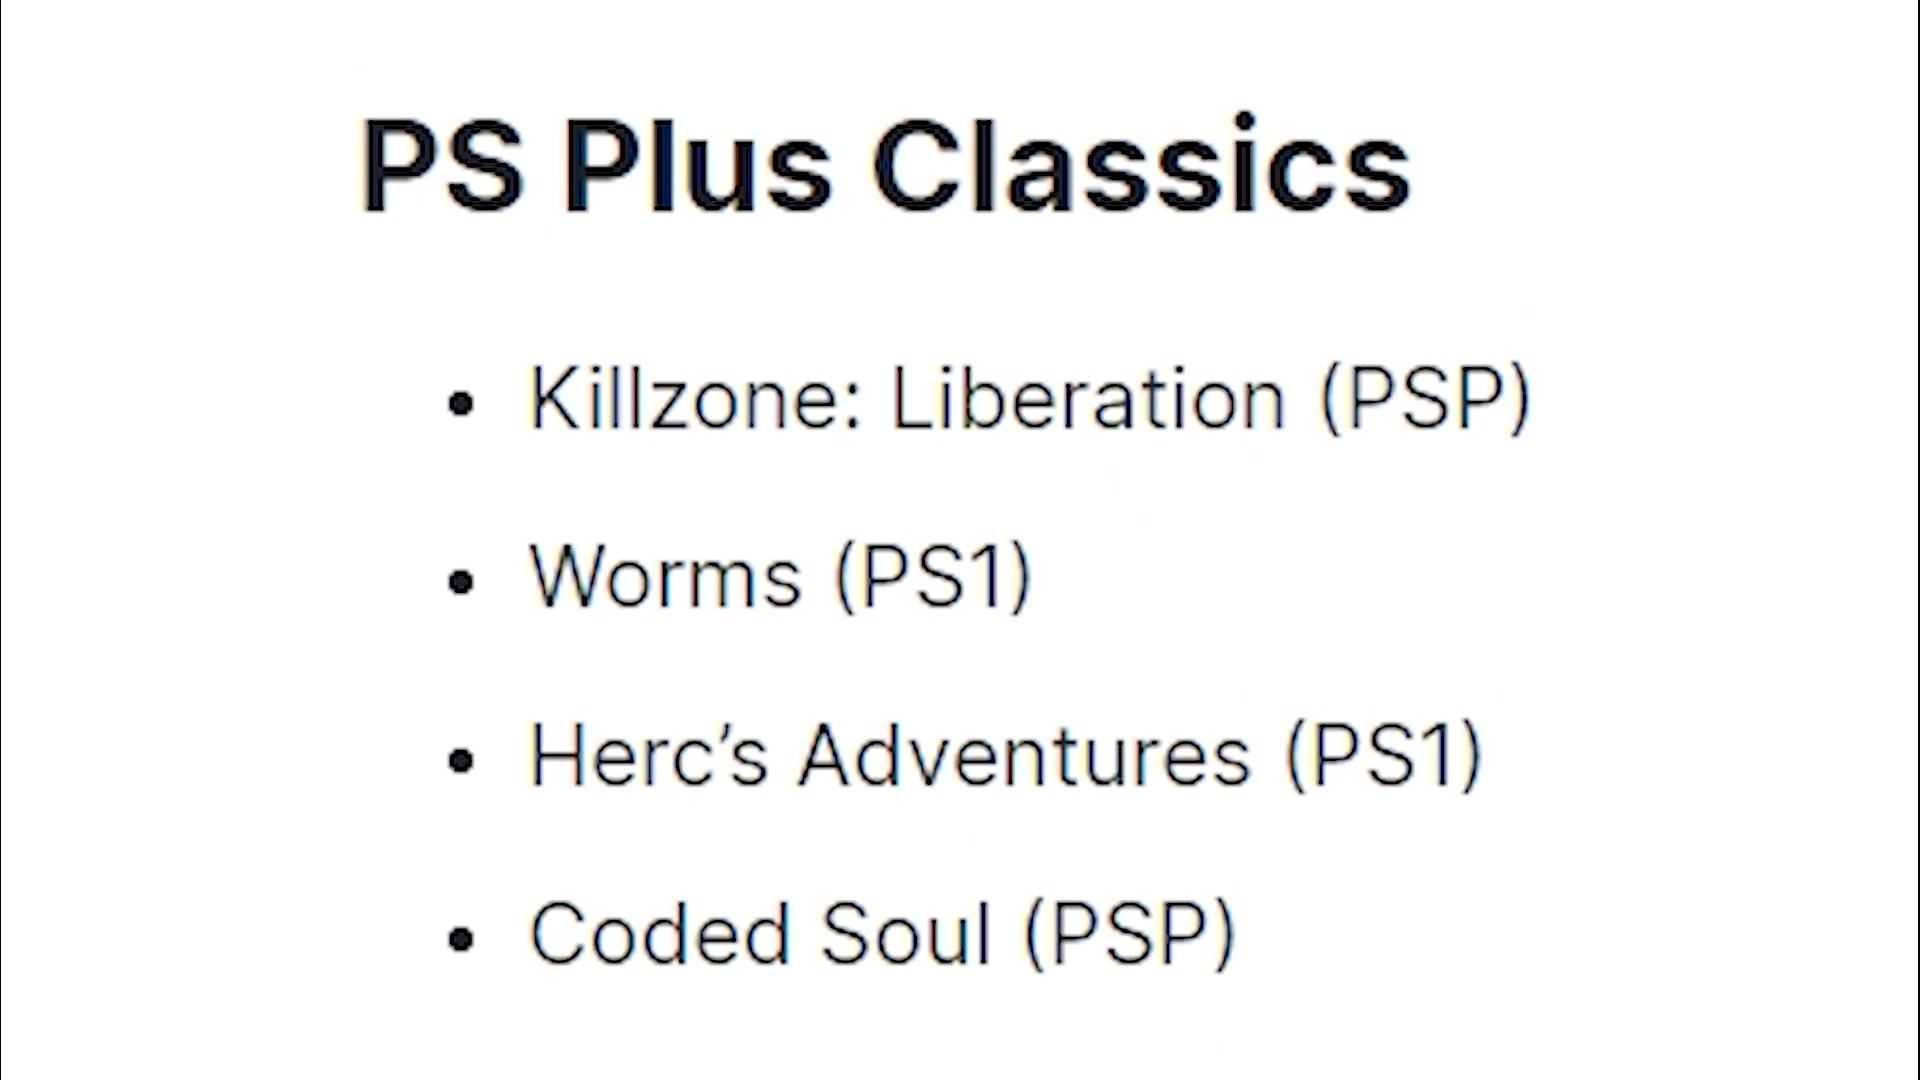 PS Plus Classics
• Killzone: Liberation (PSP)
• Worms (PS1)
• Herc’s Adventures (PS1)
• Coded Soul (PSP)